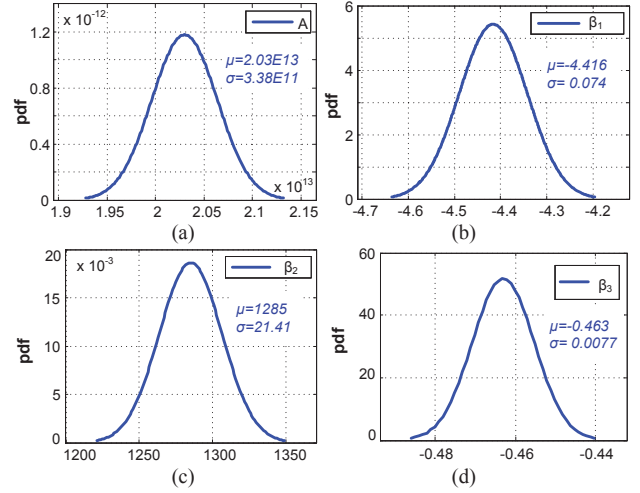 x 10^-12
A
1.2
0.8
0.4
0
pdf
μ=2.03E13
σ=3.38E11
x 10^13
1.9 1.95 2 2.05 2.1 2.15
(a)
β₁
6
4
2
0
pdf
μ=-4.416
σ= 0.074
-4.7 -4.6 -4.5 -4.4 -4.3 -4.2
(b)
x 10^-3
β₂
20
15
10
5
0
pdf
μ=1285
σ=21.41
1200 1250 1300 1350
(c)
β₃
60
40
20
0
pdf
μ=-0.463
σ= 0.0077
-0.48 -0.46 -0.44
(d)